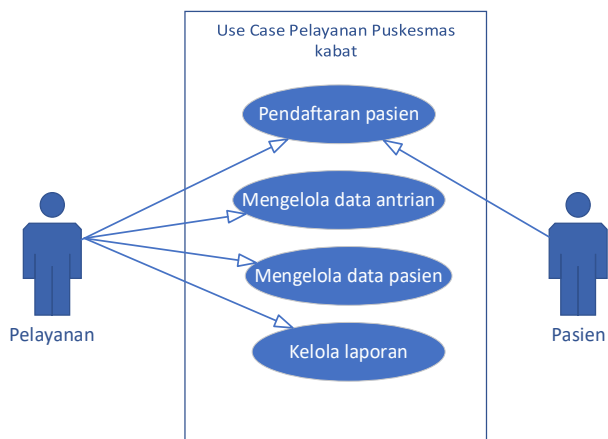 Use Case Pelayanan Puskesmas
kabat
Pendaftaran pasien
Mengelola data antrian
Mengelola data pasien
Kelola laporan
Pelayanan
Pasien